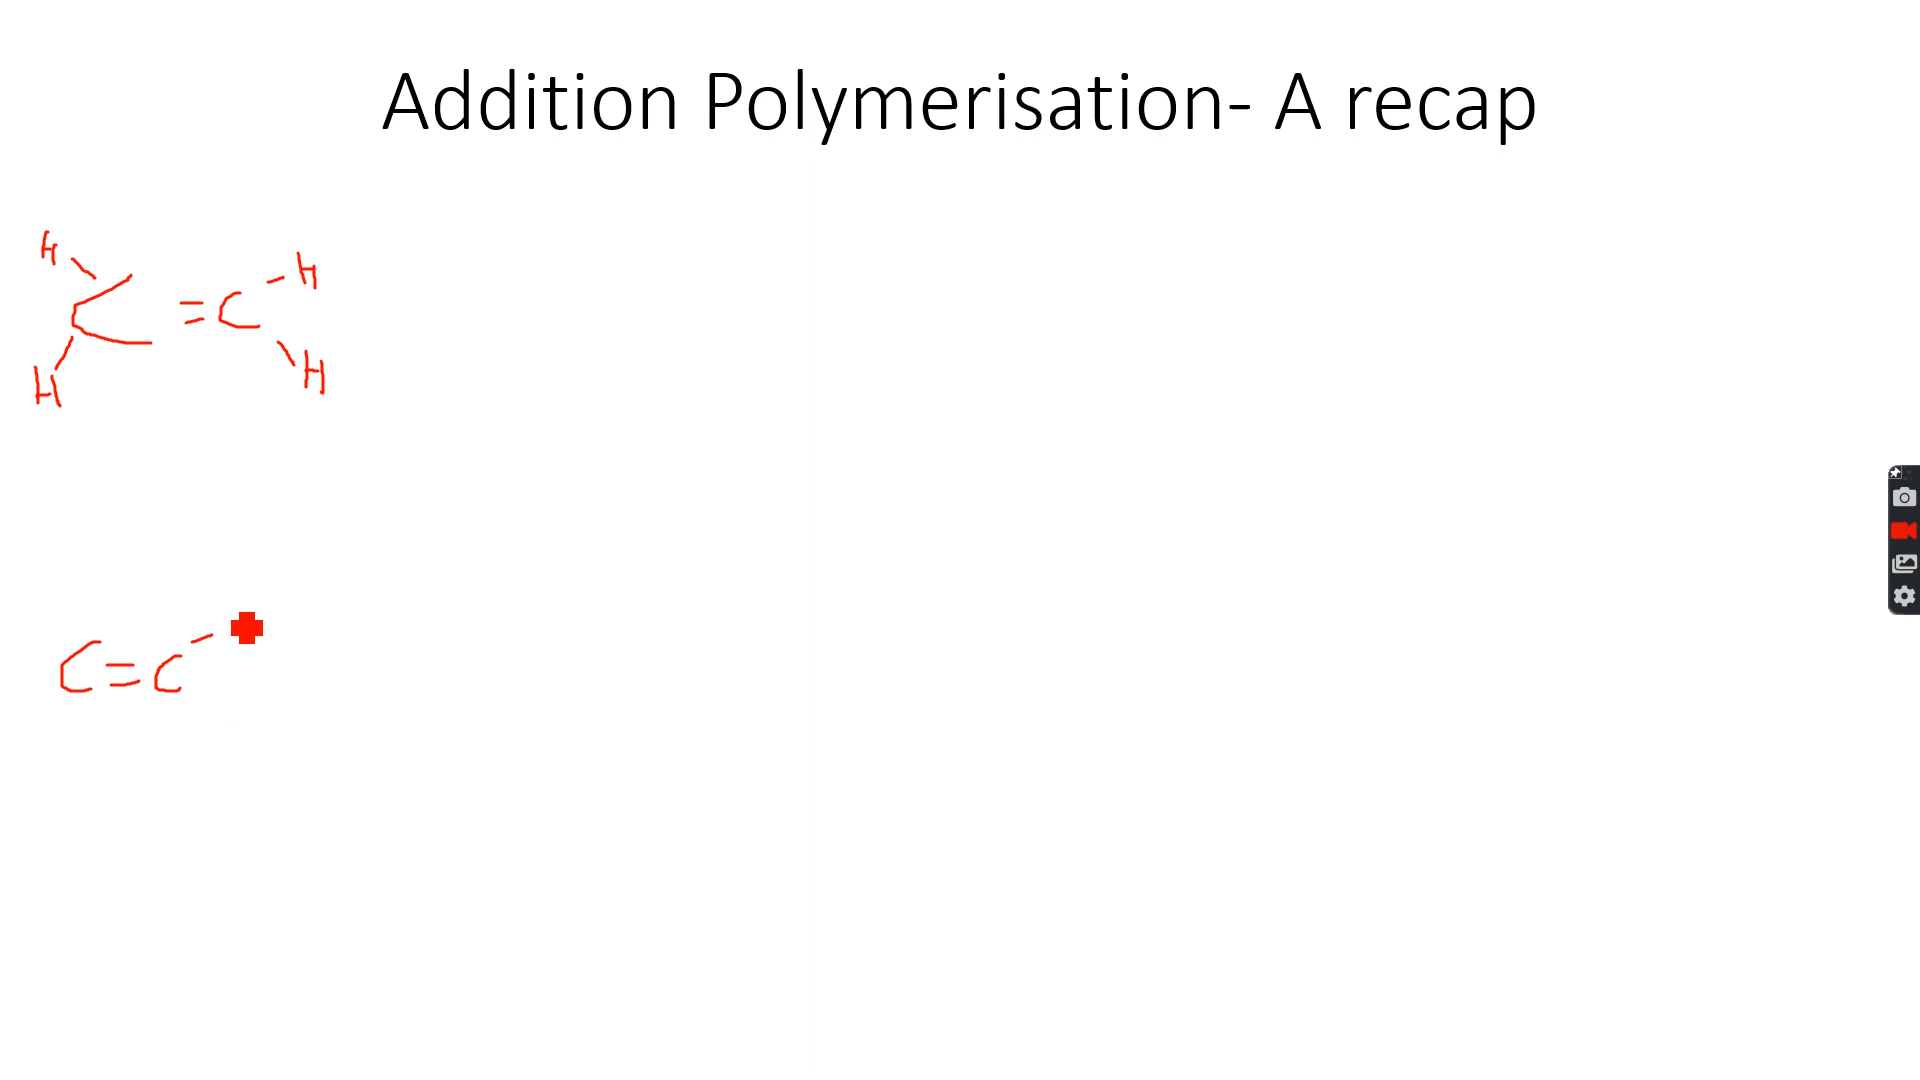 Addition Polymerisation- A recap
H H
C = C
H H
C = C